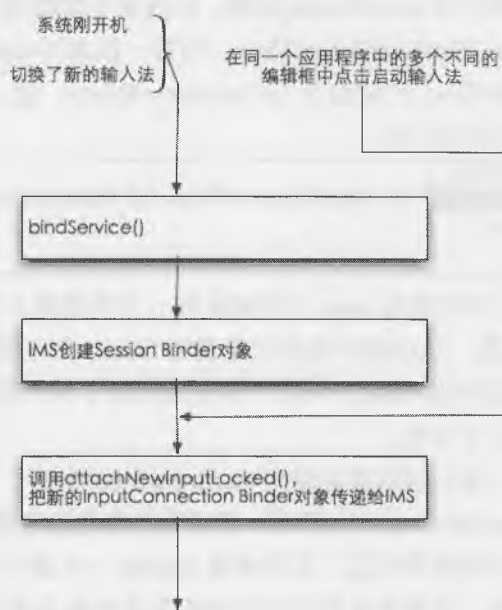 系统刚开机
切换了新的输入法
在同一个应用程序中的多个不同的
编辑框中点击启动输入法
bindService()
IMS创建Session Binder对象
调用attachNewInputLocked(),
把新的InputConnection Binder对象传递给IMS